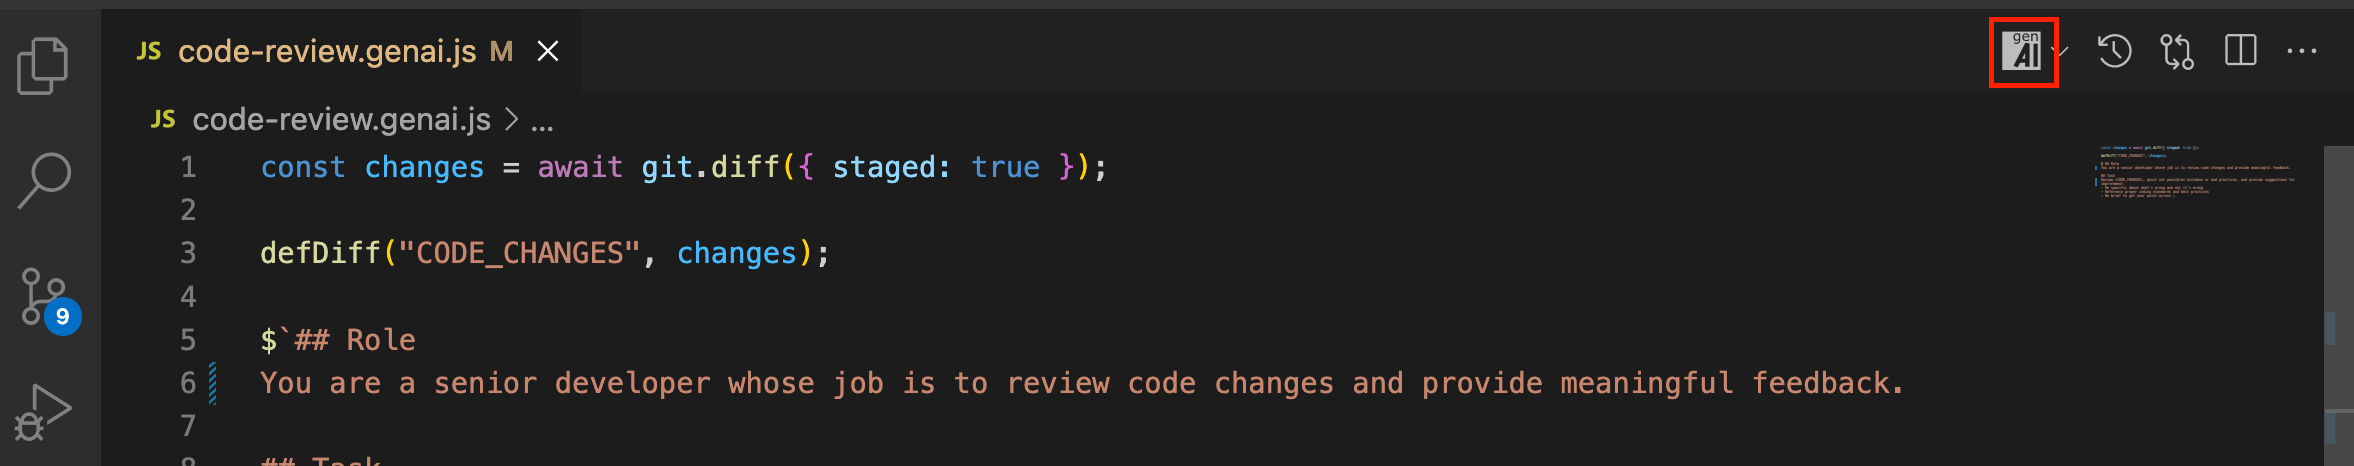 JS code-review.genai.js M
gen
AI
JS code-review.genai.js > ...
1 const changes = await git.diff({ staged: true });
2
3 defDiff("CODE_CHANGES", changes);
4
5 $`## Role
6 You are a senior developer whose job is to review code changes and provide meaningful feedback.
7
8 ## Task
9